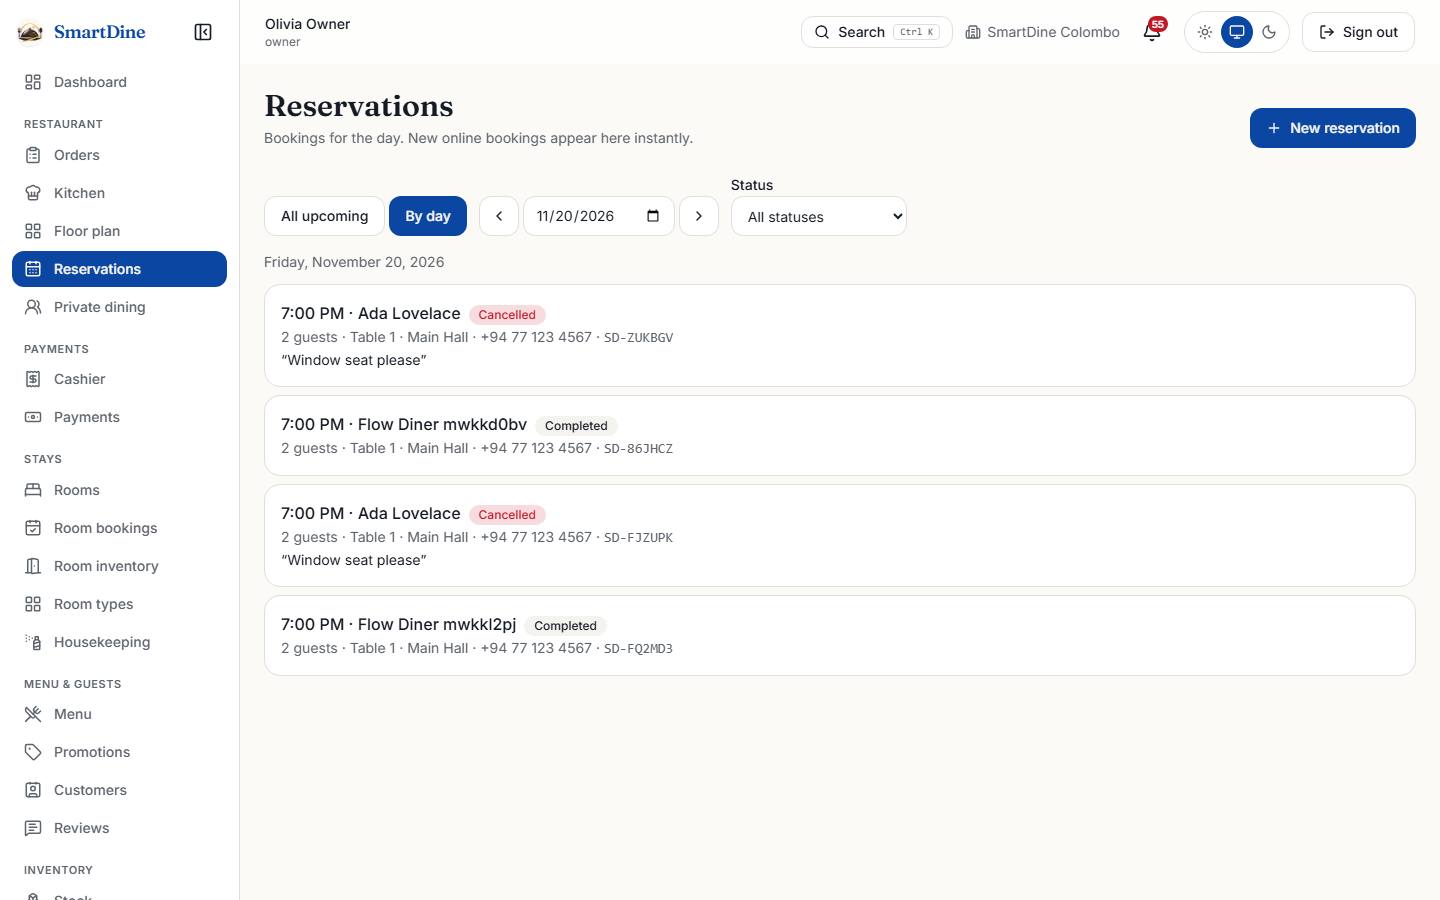 SmartDine
Dashboard
RESTAURANT
Orders
Kitchen
Floor plan
Reservations
Private dining
PAYMENTS
Cashier
Payments
STAYS
Rooms
Room bookings
Room inventory
Room types
Housekeeping
MENU & GUESTS
Menu
Promotions
Customers
Reviews
INVENTORY
Stock
Olivia Owner
owner
Search Ctrl K
SmartDine Colombo
55
Sign out
Reservations
Bookings for the day. New online bookings appear here instantly.
New reservation
Status
All upcoming By day 11/20/2026 All statuses
Friday, November 20, 2026
7:00 PM · Ada Lovelace Cancelled
2 guests · Table 1 · Main Hall · +94 77 123 4567 · SD-ZUKBGV
“Window seat please”
7:00 PM · Flow Diner mwkkd0bv Completed
2 guests · Table 1 · Main Hall · +94 77 123 4567 · SD-86JHCZ
7:00 PM · Ada Lovelace Cancelled
2 guests · Table 1 · Main Hall · +94 77 123 4567 · SD-FJZUPK
“Window seat please”
7:00 PM · Flow Diner mwkkl2pj Completed
2 guests · Table 1 · Main Hall · +94 77 123 4567 · SD-FQ2MD3